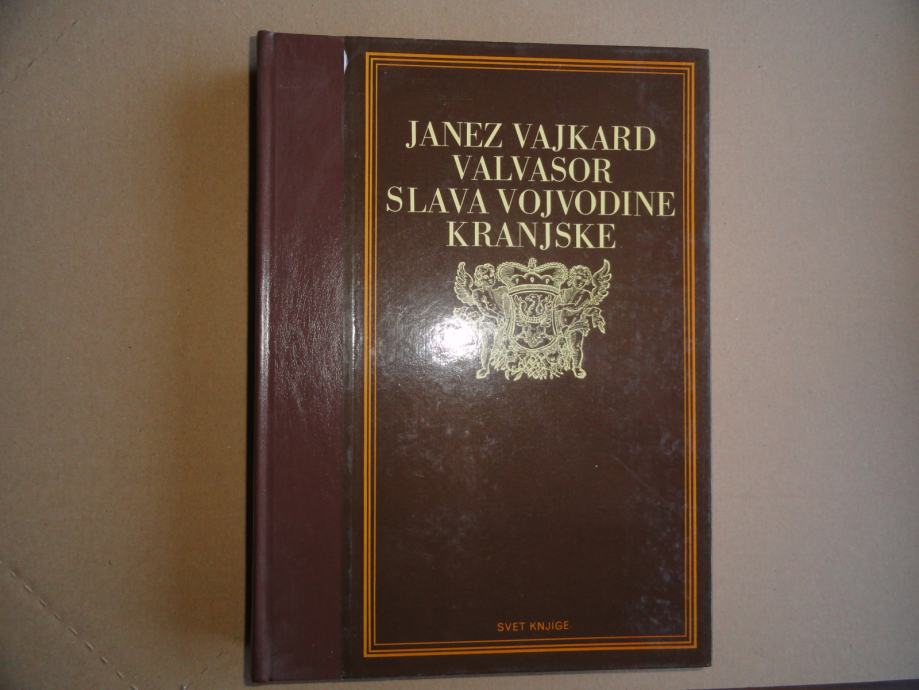 JANEZ VAJKARD
VALVASOR
SLAVA VOJVODINE
KRANJSKE
SVET KNJIGE